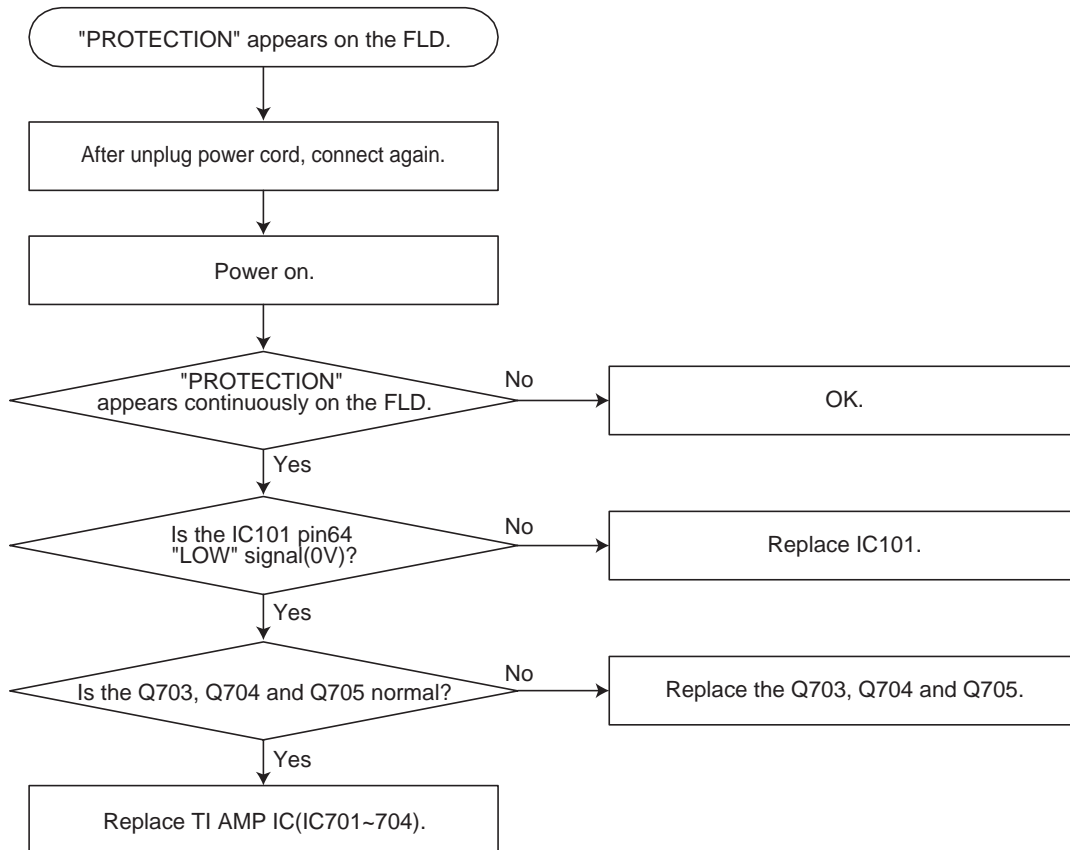 "PROTECTION" appears on the FLD.
After unplug power cord, connect again.
Power on.
"PROTECTION"
appears continuously on the FLD.
No
OK.
Yes
Is the IC101 pin64
"LOW" signal(0V)?
No
Replace IC101.
Yes
Is the Q703, Q704 and Q705 normal?
No
Replace the Q703, Q704 and Q705.
Yes
Replace TI AMP IC(IC701~704).